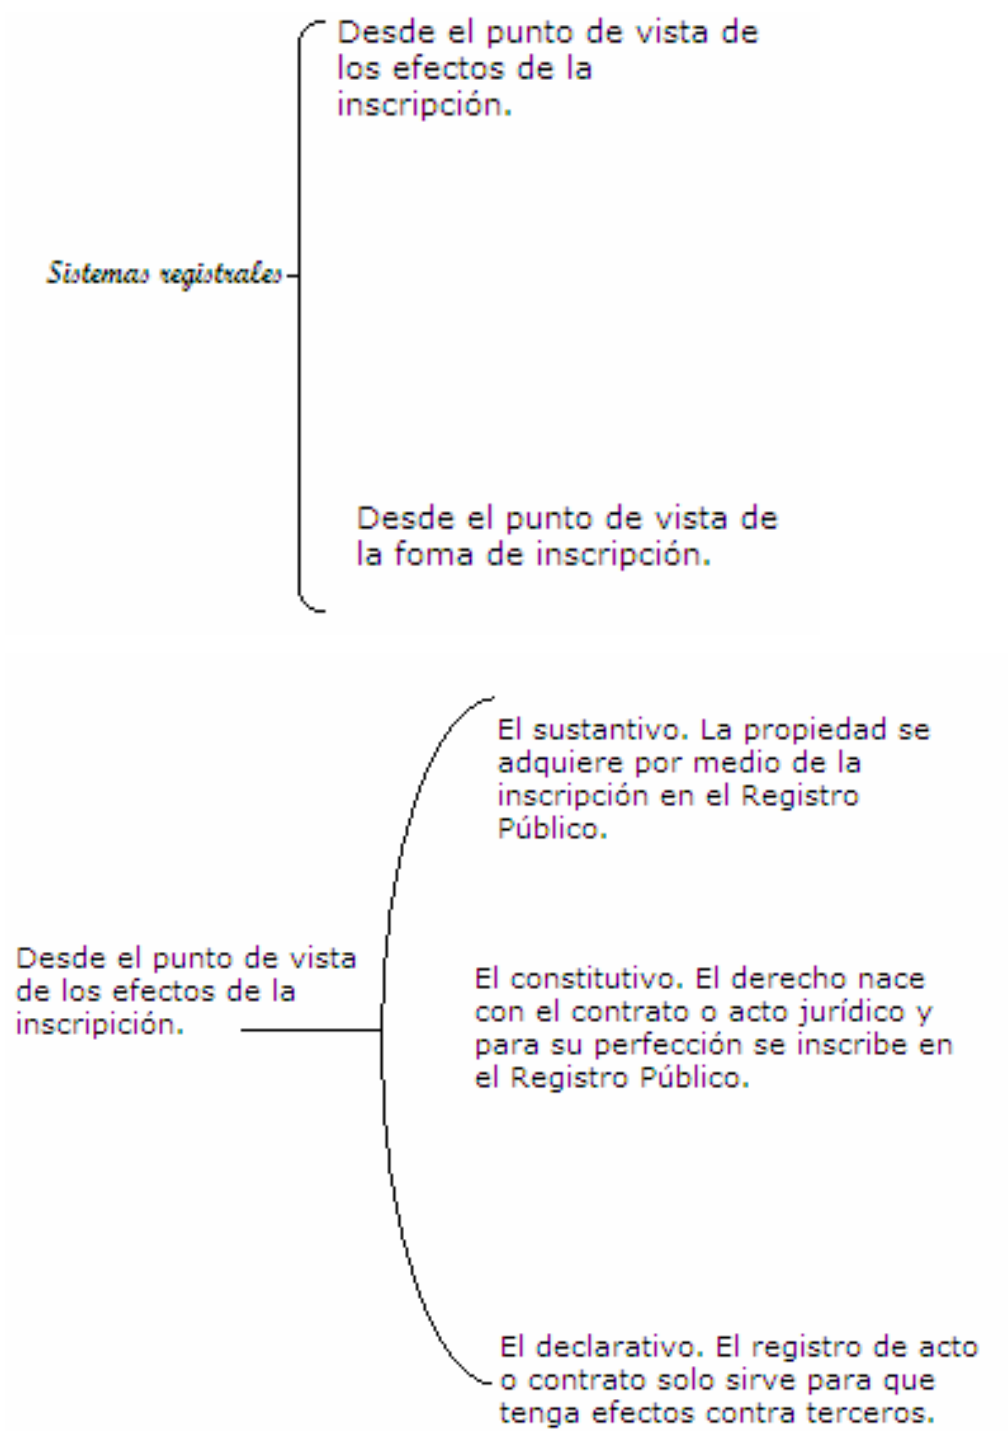 Desde el punto de vista de
los efectos de la
inscripción.
Sistemas registrales
Desde el punto de vista de
la foma de inscripción.
El sustantivo. La propiedad se
adquiere por medio de la
inscripción en el Registro
Público.
Desde el punto de vista
de los efectos de la
inscripición.
El constitutivo. El derecho nace
con el contrato o acto jurídico y
para su perfección se inscribe en
el Registro Público.
El declarativo. El registro de acto
o contrato solo sirve para que
tenga efectos contra terceros.